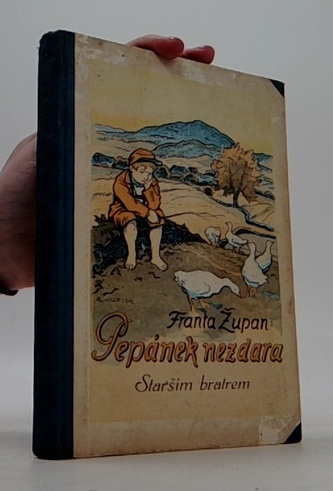 Franta Župan
Pepánek nezdara
Starším bratrem